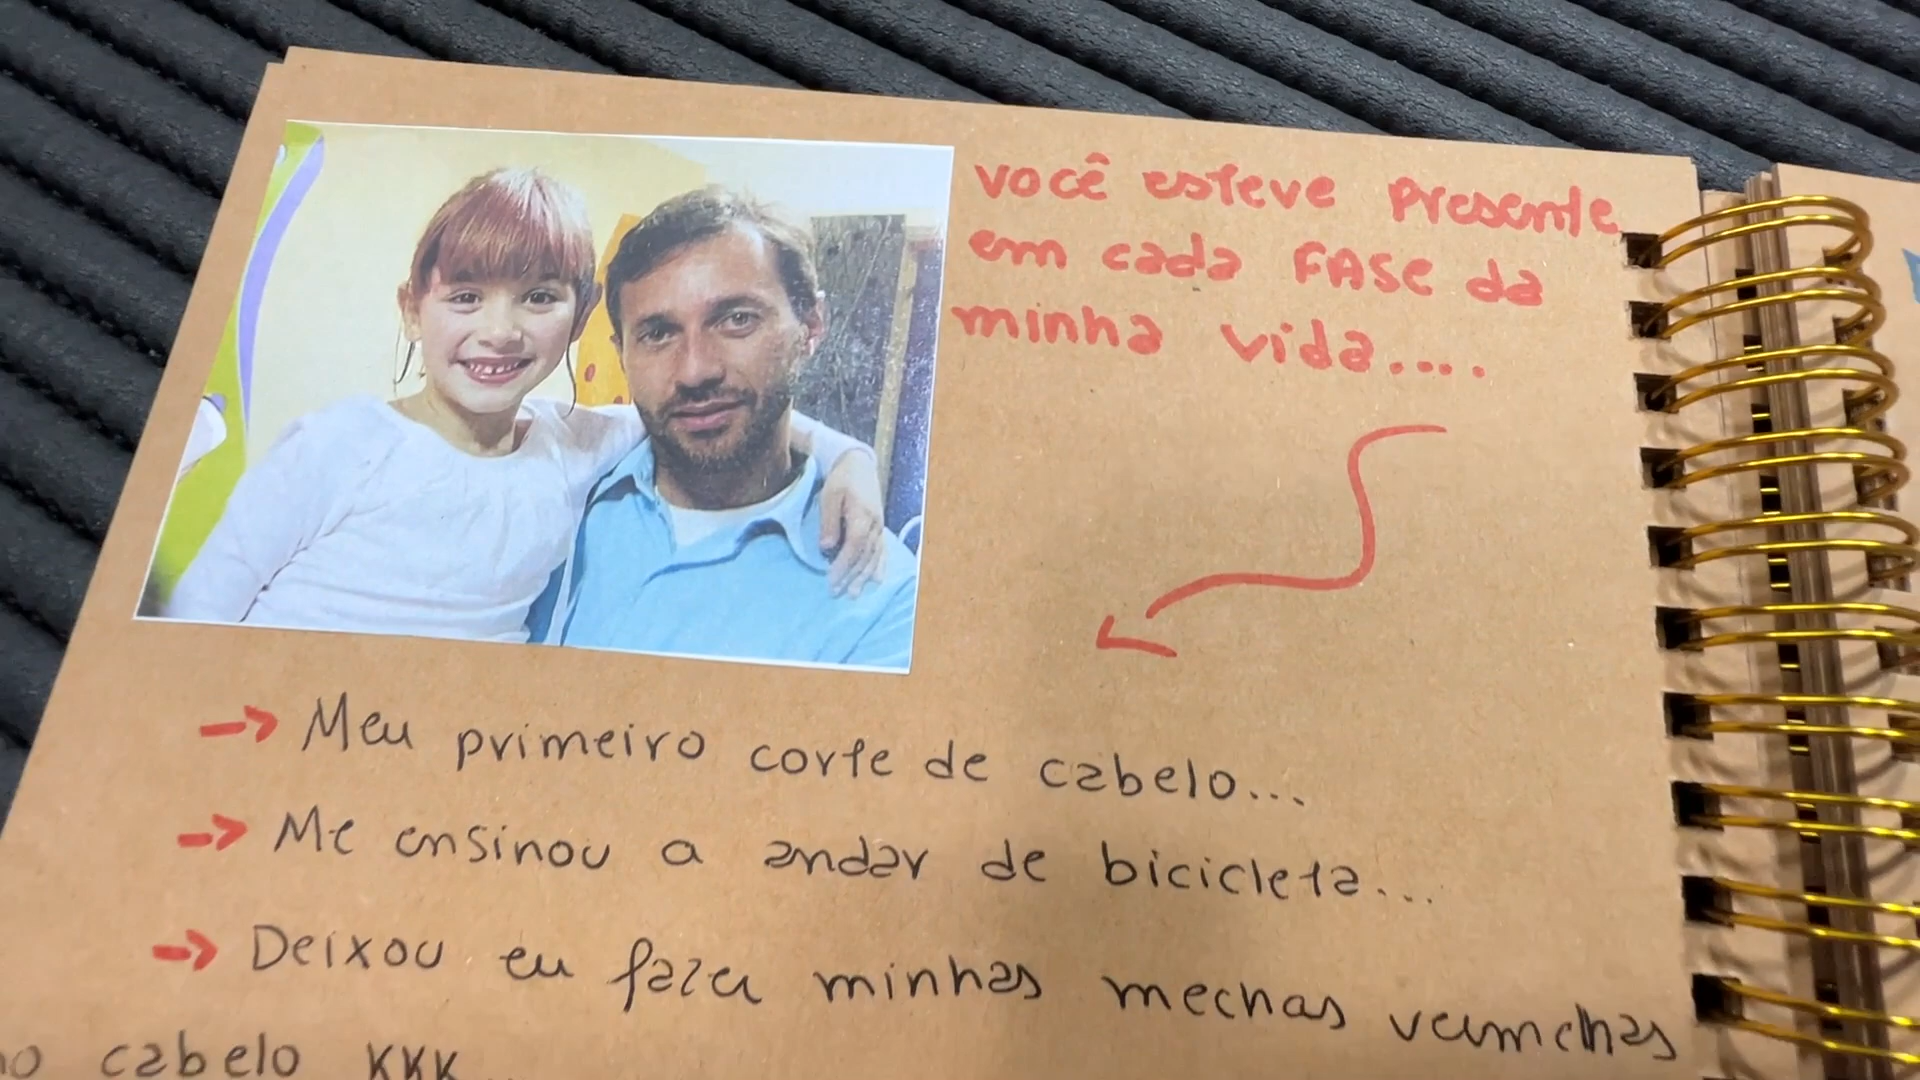 você esteve presente
em cada FASE da
minha vida....
-> Meu primeiro corte de cabelo...
-> Me ensinou a andar de bicicleta...
-> Deixou eu fazer minhas mechas vermelhas
no cabelo KKK...